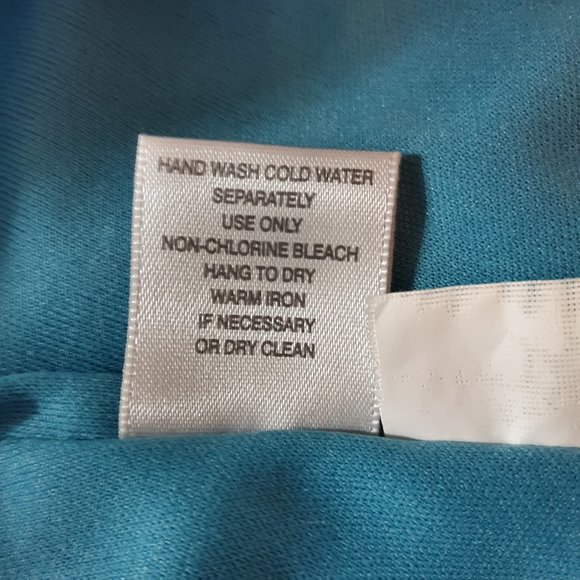 HAND WASH COLD WATER
SEPARATELY
USE ONLY
NON-CHLORINE BLEACH
HANG TO DRY
WARM IRON
IF NECESSARY
OR DRY CLEAN